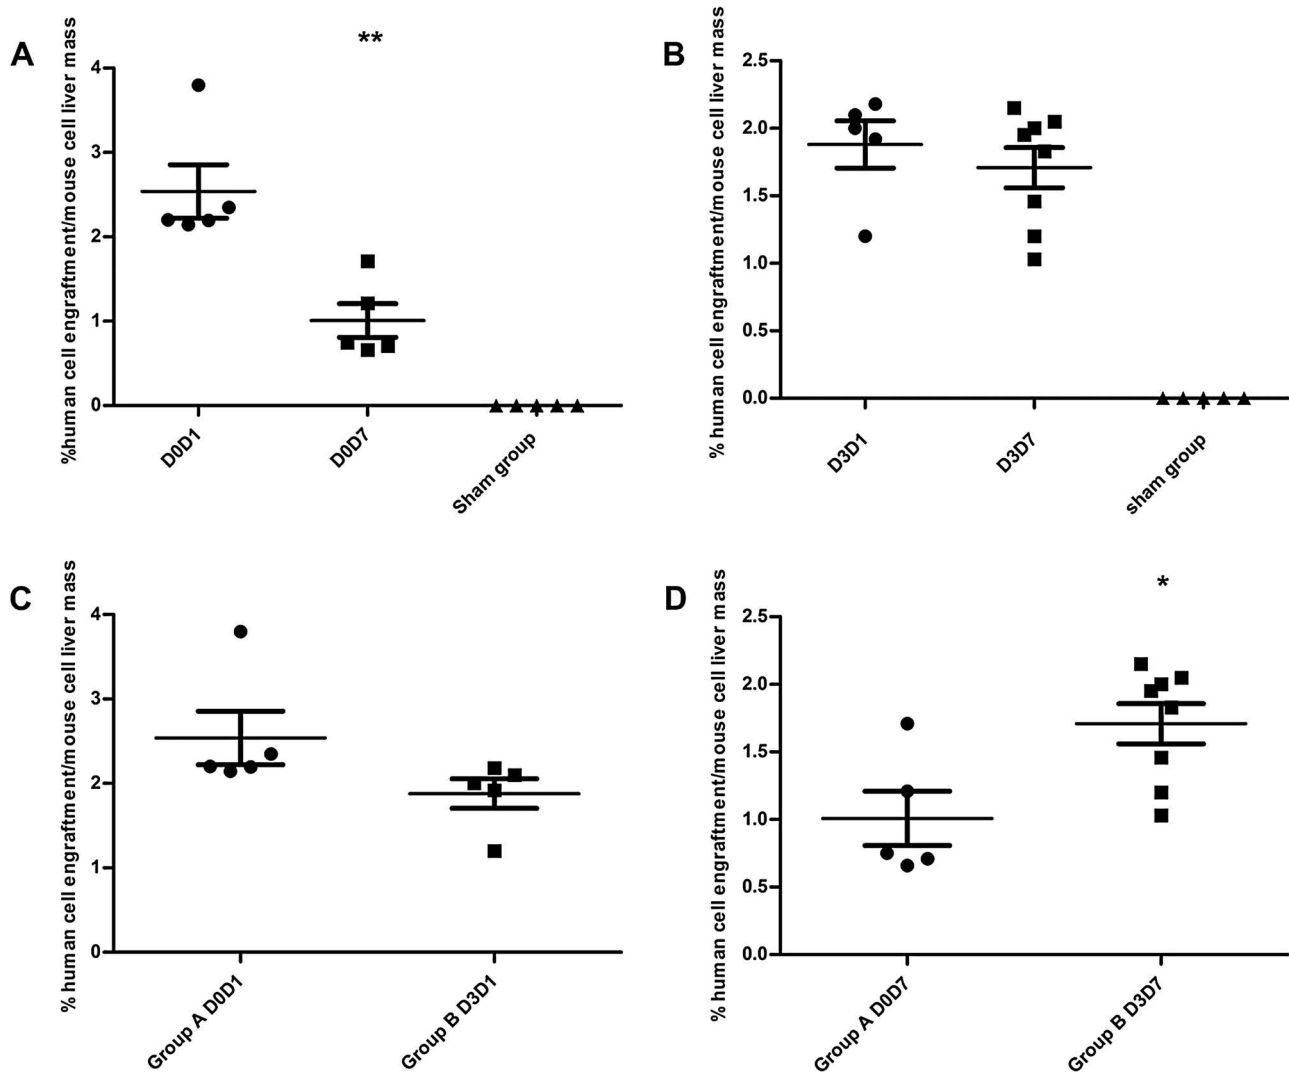 A
%human cell engraftment/mouse cell liver mass
**
4
3
2
1
0
D0D1
D0D7
Sham group
B
% human cell engraftment/mouse cell liver mass
2.5
2.0
1.5
1.0
0.5
0.0
D3D1
D3D7
sham group
C
% human cell engraftment/mouse cell liver mass
4
3
2
1
0
Group A D0D1
Group B D3D1
D
% human cell engraftment/mouse cell liver mass
*
2.5
2.0
1.5
1.0
0.5
0.0
Group A D0D7
Group B D3D7